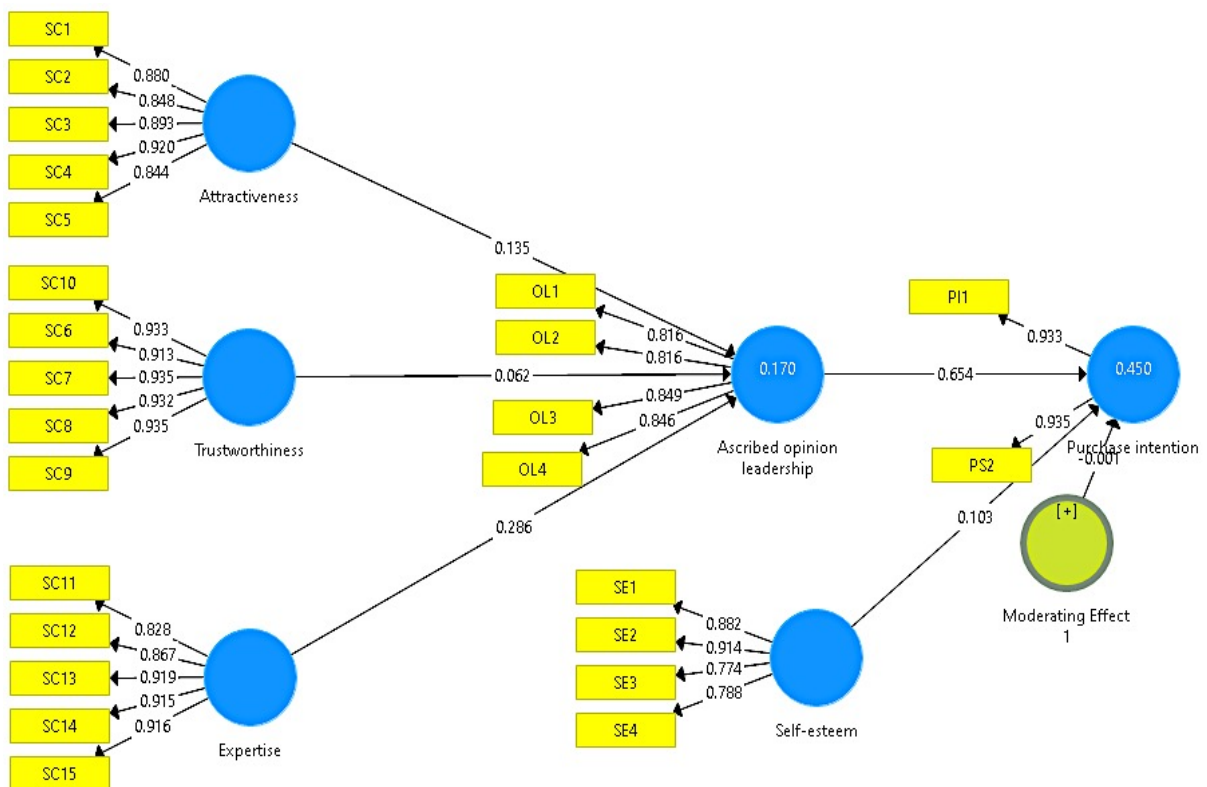 SC1
SC2
SC3
SC4
SC5
0.880
0.848
0.893
0.920
0.844
Attractiveness
0.135
SC10
SC6
SC7
SC8
SC9
0.933
0.913
0.935
0.932
0.935
Trustworthiness
0.062
OL1
OL2
OL3
OL4
0.816
0.816
0.849
0.846
0.170
Ascribed opinion
leadership
0.654
PI1
0.933
0.450
0.935
PS2
Purchase intention
-0.001
[+]
Moderating Effect
1
0.103
0.286
SC11
SC12
SC13
SC14
SC15
0.828
0.867
0.919
0.915
0.916
Expertise
SE1
SE2
SE3
SE4
0.882
0.914
0.774
0.788
Self-esteem